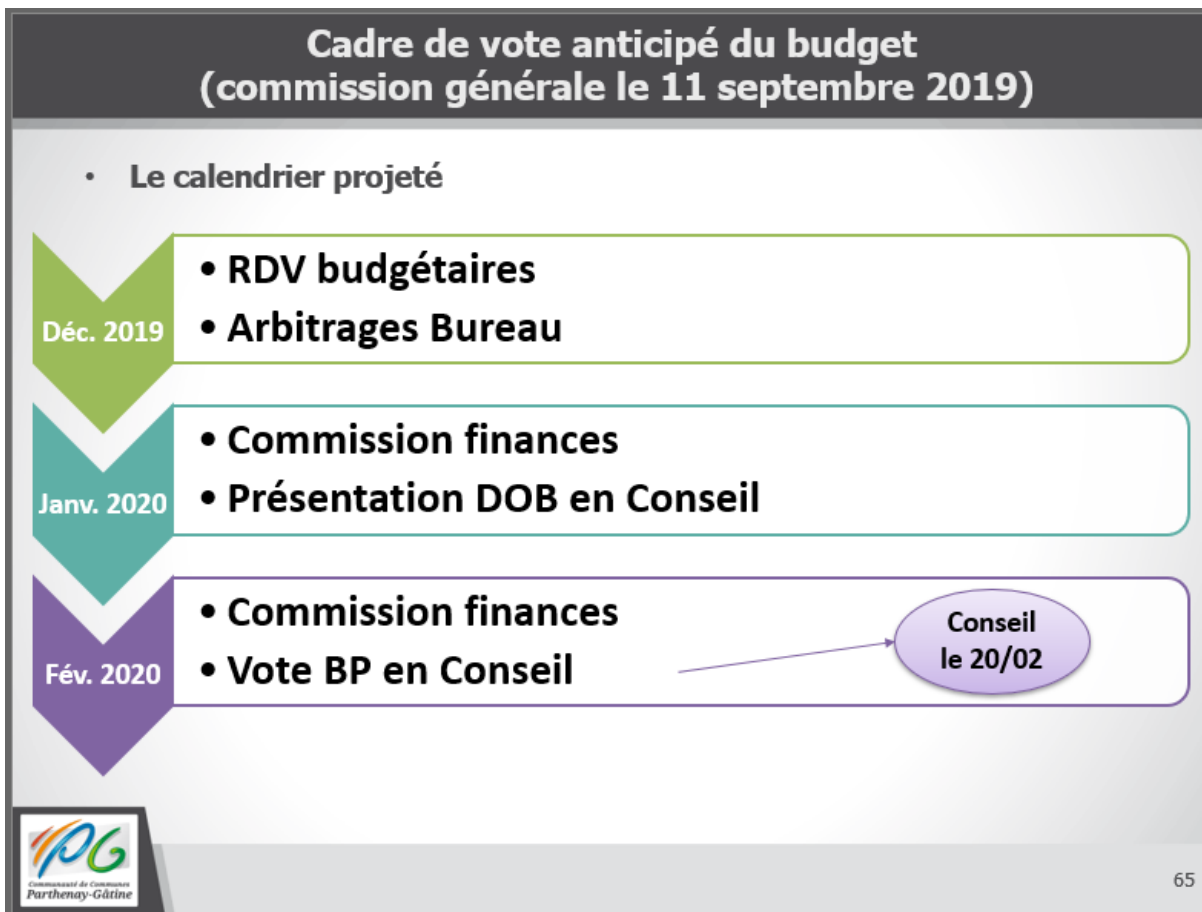 Cadre de vote anticipé du budget
(commission générale le 11 septembre 2019)
• Le calendrier projeté
Déc. 2019
• RDV budgétaires
• Arbitrages Bureau
Janv. 2020
• Commission finances
• Présentation DOB en Conseil
Fév. 2020
• Commission finances
• Vote BP en Conseil
Conseil
le 20/02
CPG
Communauté de Communes
Parthenay-Gâtine
65